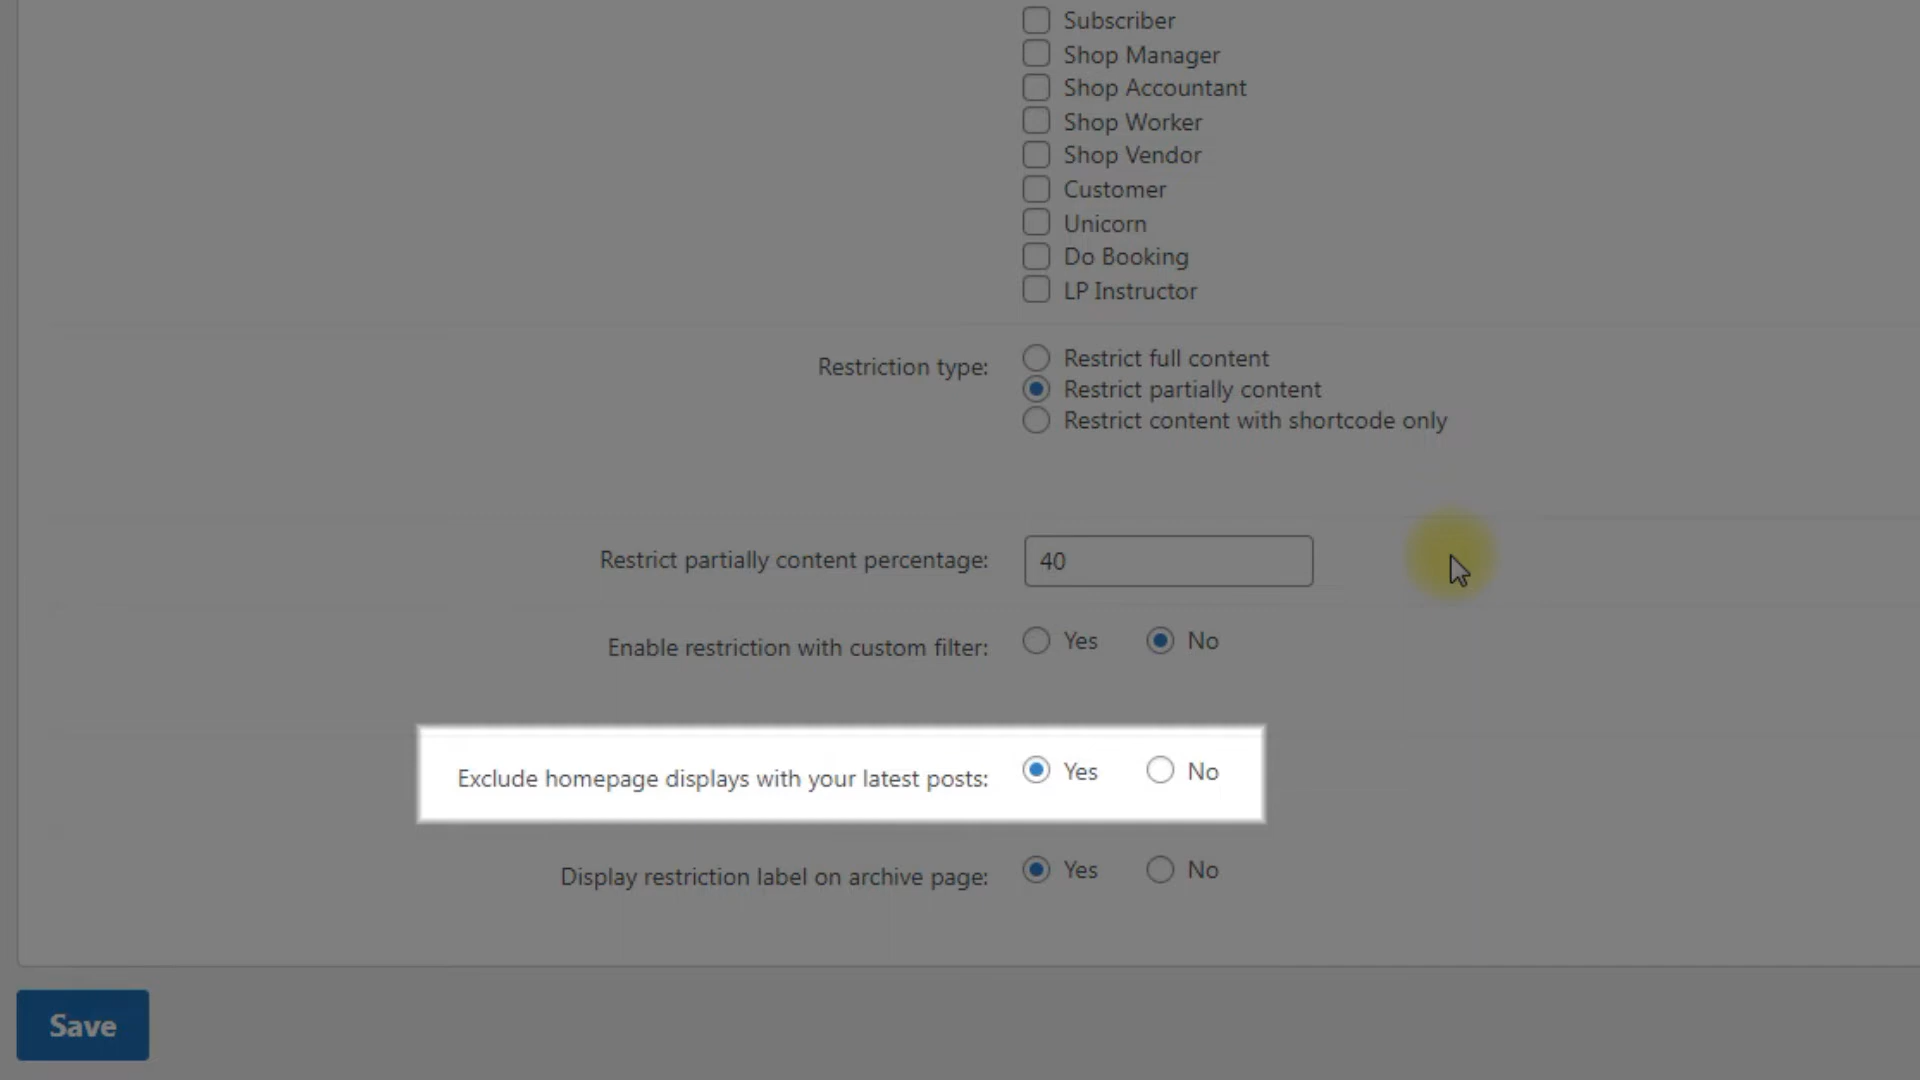 Subscriber
Shop Manager
Shop Accountant
Shop Worker
Shop Vendor
Customer
Unicorn
Do Booking
LP Instructor
Restriction type:
Restrict full content
Restrict partially content
Restrict content with shortcode only
Restrict partially content percentage: 40
Enable restriction with custom filter: Yes No
Exclude homepage displays with your latest posts: Yes No
Display restriction label on archive page: Yes No
Save